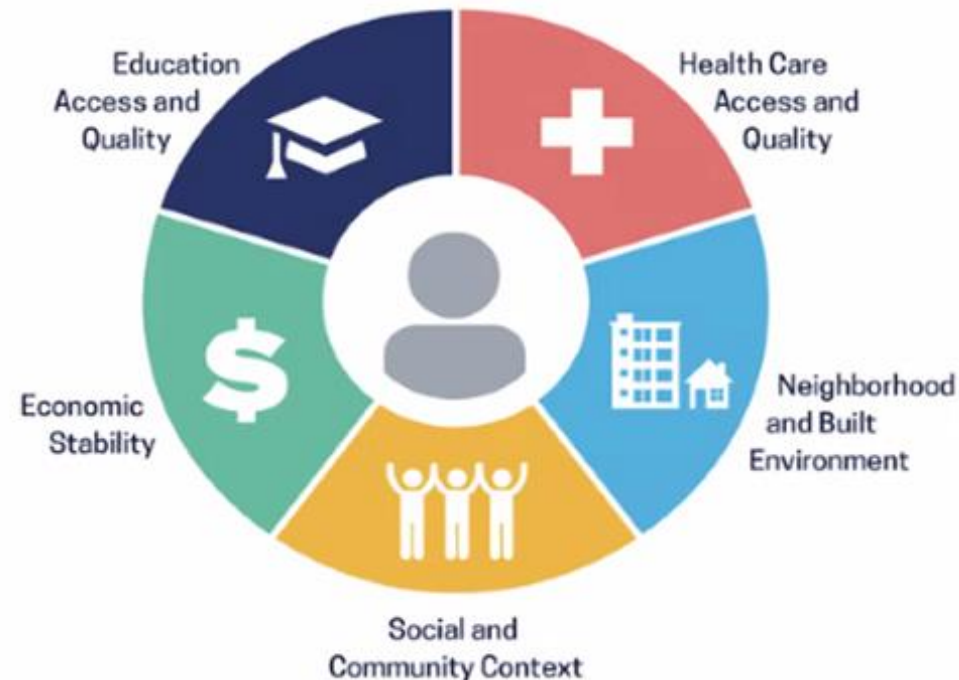 Education
Access and
Quality
Health Care
Access and
Quality
Economic
Stability
Neighborhood
and Built
Environment
Social and
Community Context